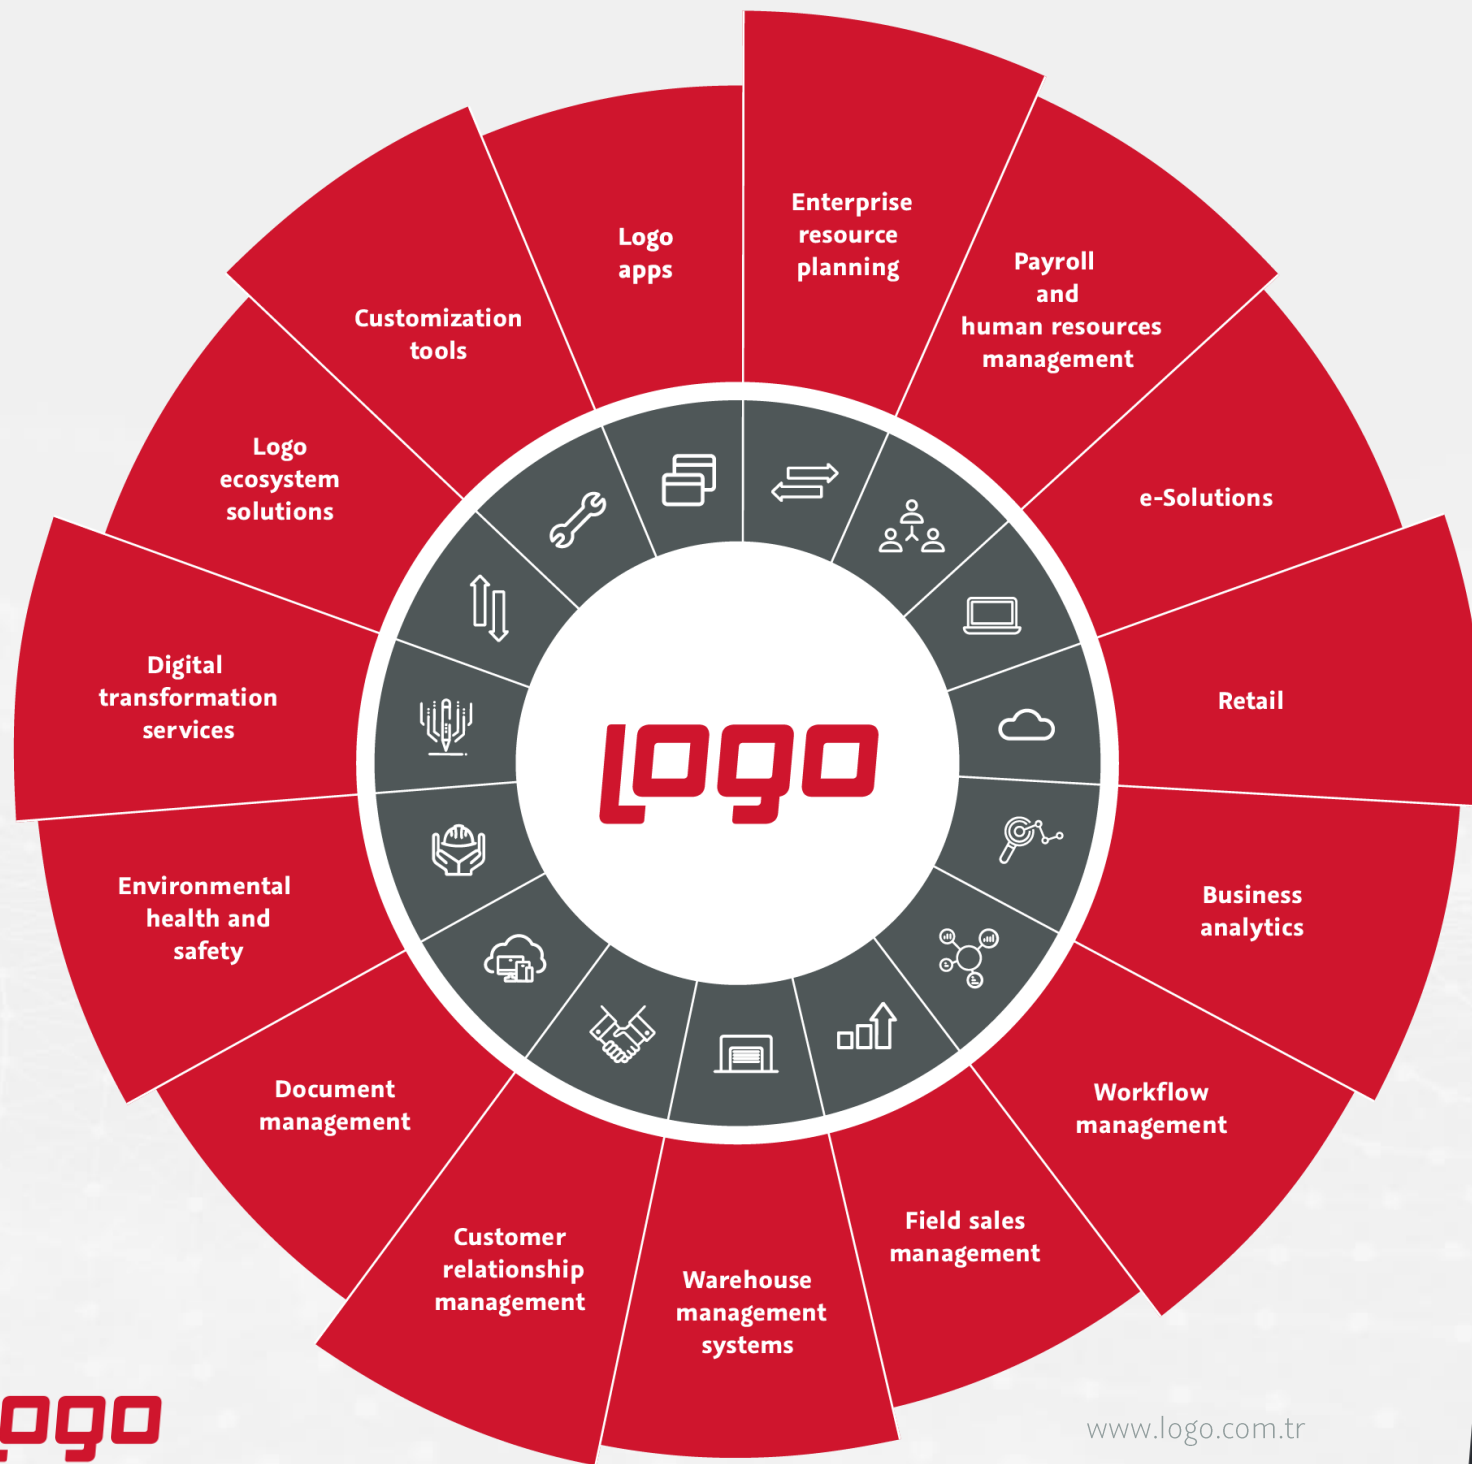 Enterprise
resource
planning
Payroll
and
human resources
management
e-Solutions
Retail
Business
analytics
Workflow
management
Field sales
management
Warehouse
management
systems
Customer
relationship
management
Document
management
Environmental
health and
safety
Digital
transformation
services
Logo
ecosystem
solutions
Customization
tools
Logo
apps
logo
logo
www.logo.com.tr